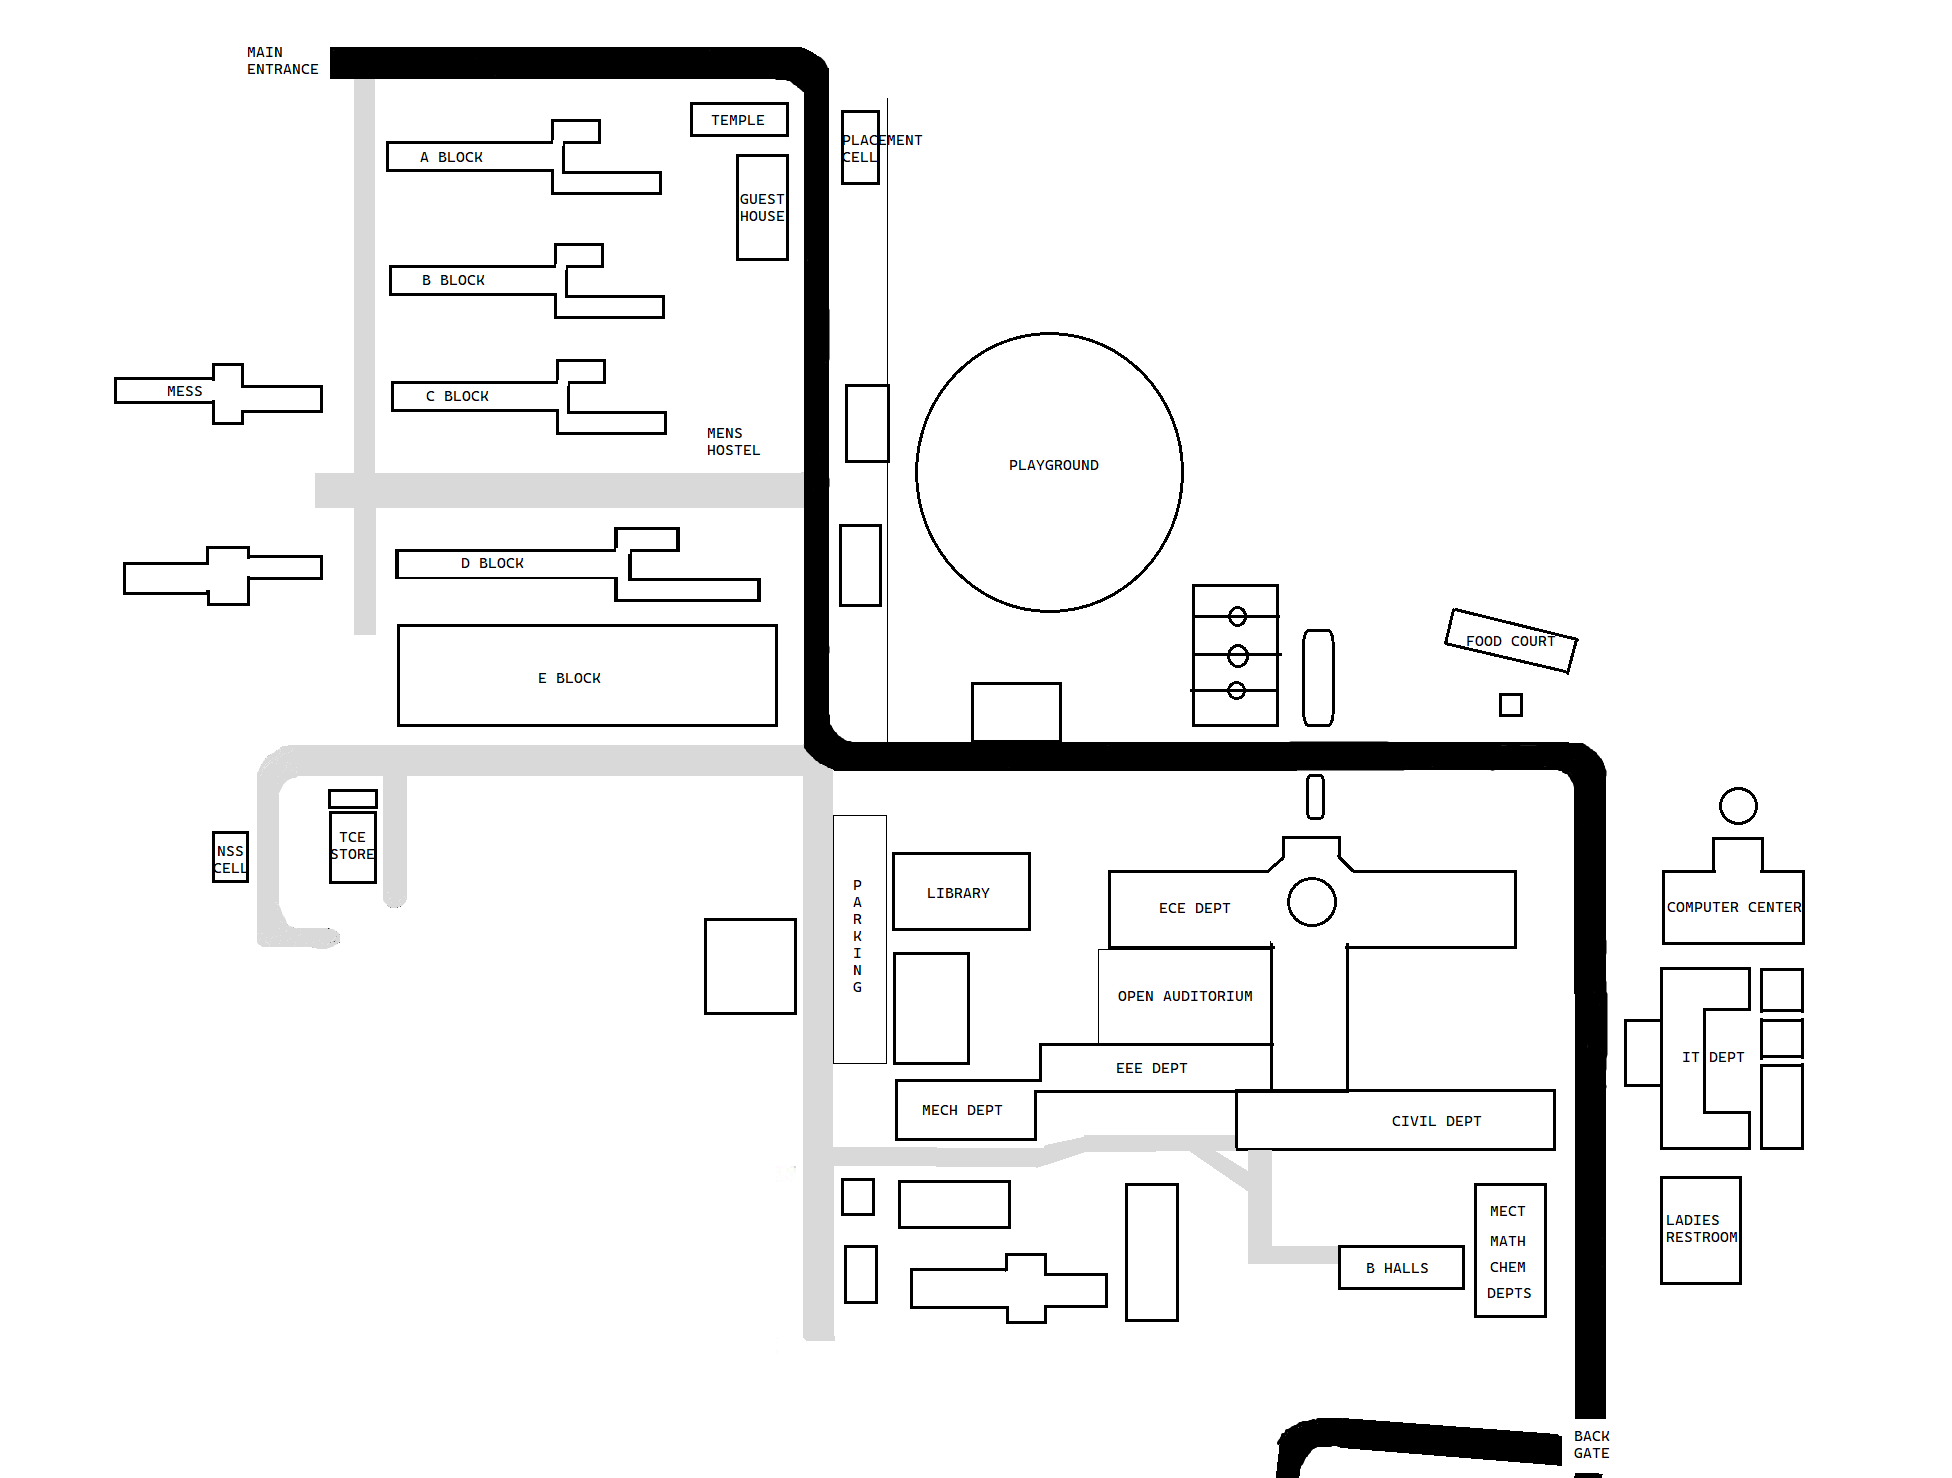 MAIN
ENTRANCE
TEMPLE
PLACEMENT
CELL
A BLOCK
GUEST
HOUSE
B BLOCK
MESS
C BLOCK
MENS
HOSTEL
PLAYGROUND
D BLOCK
FOOD COURT
E BLOCK
TCE
STORE
NSS
CELL
P
A
R
K
I
N
G
LIBRARY
ECE DEPT
COMPUTER CENTER
OPEN AUDITORIUM
IT DEPT
EEE DEPT
MECH DEPT
CIVIL DEPT
MECT
MATH
CHEM
DEPTS
LADIES
RESTROOM
B HALLS
BACK
GATE